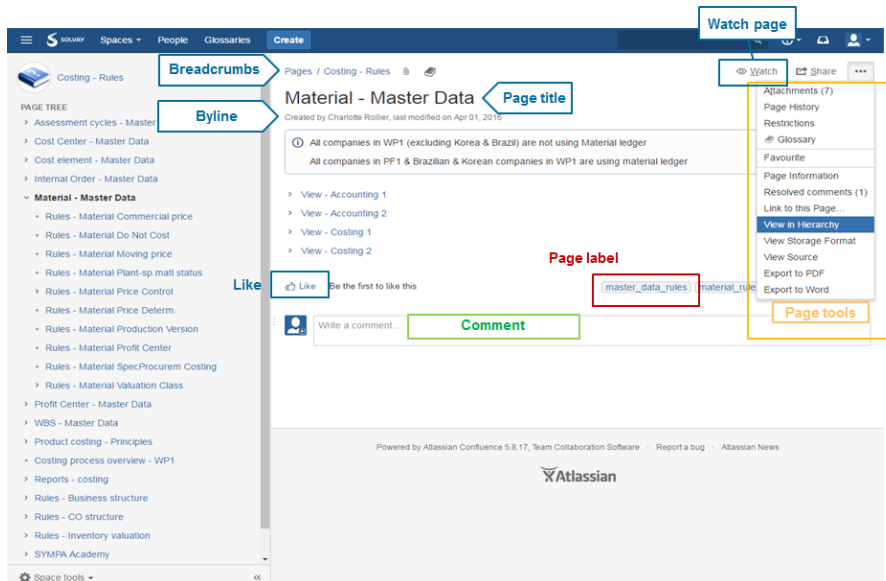 Watch page
SOLVAY Spaces People Glossaries Create
Costing - Rules
Breadcrumbs
Pages / Costing - Rules
Watch Share
Material - Master Data
Page title
Byline
Created by Charlotte Rollier, last modified on Apr 01, 2016
All companies in WP1 (excluding Korea & Brazil) are not using Material ledger
All companies in PF1 & Brazilian & Korean companies in WP1 are using material ledger
View - Accounting 1
View - Accounting 2
View - Costing 1
View - Costing 2
Page label
Like
Like Be the first to like this
master_data_rules material_rule
Write a comment...
Comment
Attachments (7)
Page History
Restrictions
Glossary
Favourite
Page Information
Resolved comments (1)
Link to this Page...
View in Hierarchy
View Storage Format
View Source
Export to PDF
Export to Word
Page tools
PAGE TREE
Assessment cycles - Master
Cost Center - Master Data
Cost element - Master Data
Internal Order - Master Data
Material - Master Data
Rules - Material Commercial price
Rules - Material Do Not Cost
Rules - Material Moving price
Rules - Material Plant-sp.matl status
Rules - Material Price Control
Rules - Material Price Determ.
Rules - Material Production Version
Rules - Material Profit Center
Rules - Material SpecProcurem Costing
Rules - Material Valuation Class
Profit Center - Master Data
WBS - Master Data
Product costing - Principles
Costing process overview - WP1
Reports - costing
Rules - Business structure
Rules - CO structure
Rules - Inventory valuation
SYMPA Academy
Space tools
Powered by Atlassian Confluence 5.8.17, Team Collaboration Software · Report a bug · Atlassian News
Atlassian